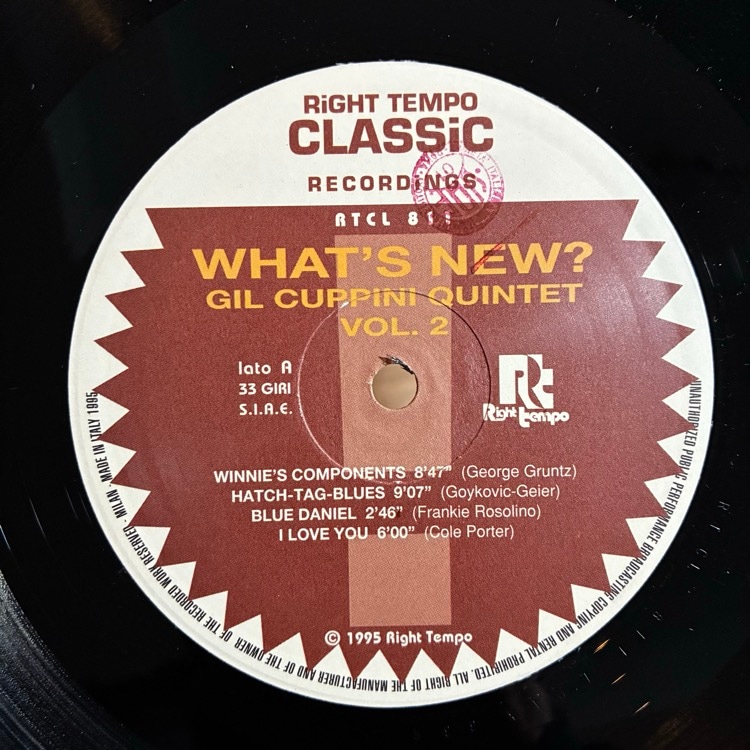 RiGHT TEMPO
CLASSiC
RECORDiNGS
RTCL
WHAT'S NEW?
GIL CUPPINI QUINTET
VOL. 2
lato A
33 GIRI
S.I.A.E.
Rt
Right tempo
WINNIE'S COMPONENTS 8'47" (George Gruntz)
HATCH-TAG-BLUES 9'07" (Goykovic-Geier)
BLUE DANIEL 2'46" (Frankie Rosolino)
I LOVE YOU 6'00" (Cole Porter)
© 1995 Right Tempo
UNAUTHORIZED PUBLIC PERFORMANCE BROADCASTING COPYING AND RENTAL PROHIBITED. ALL RIGHT OF THE MANUFACTURER AND OF THE OWNER OF THE RECORDED WORK RESERVED - MILAN - MADE IN ITALY 1995